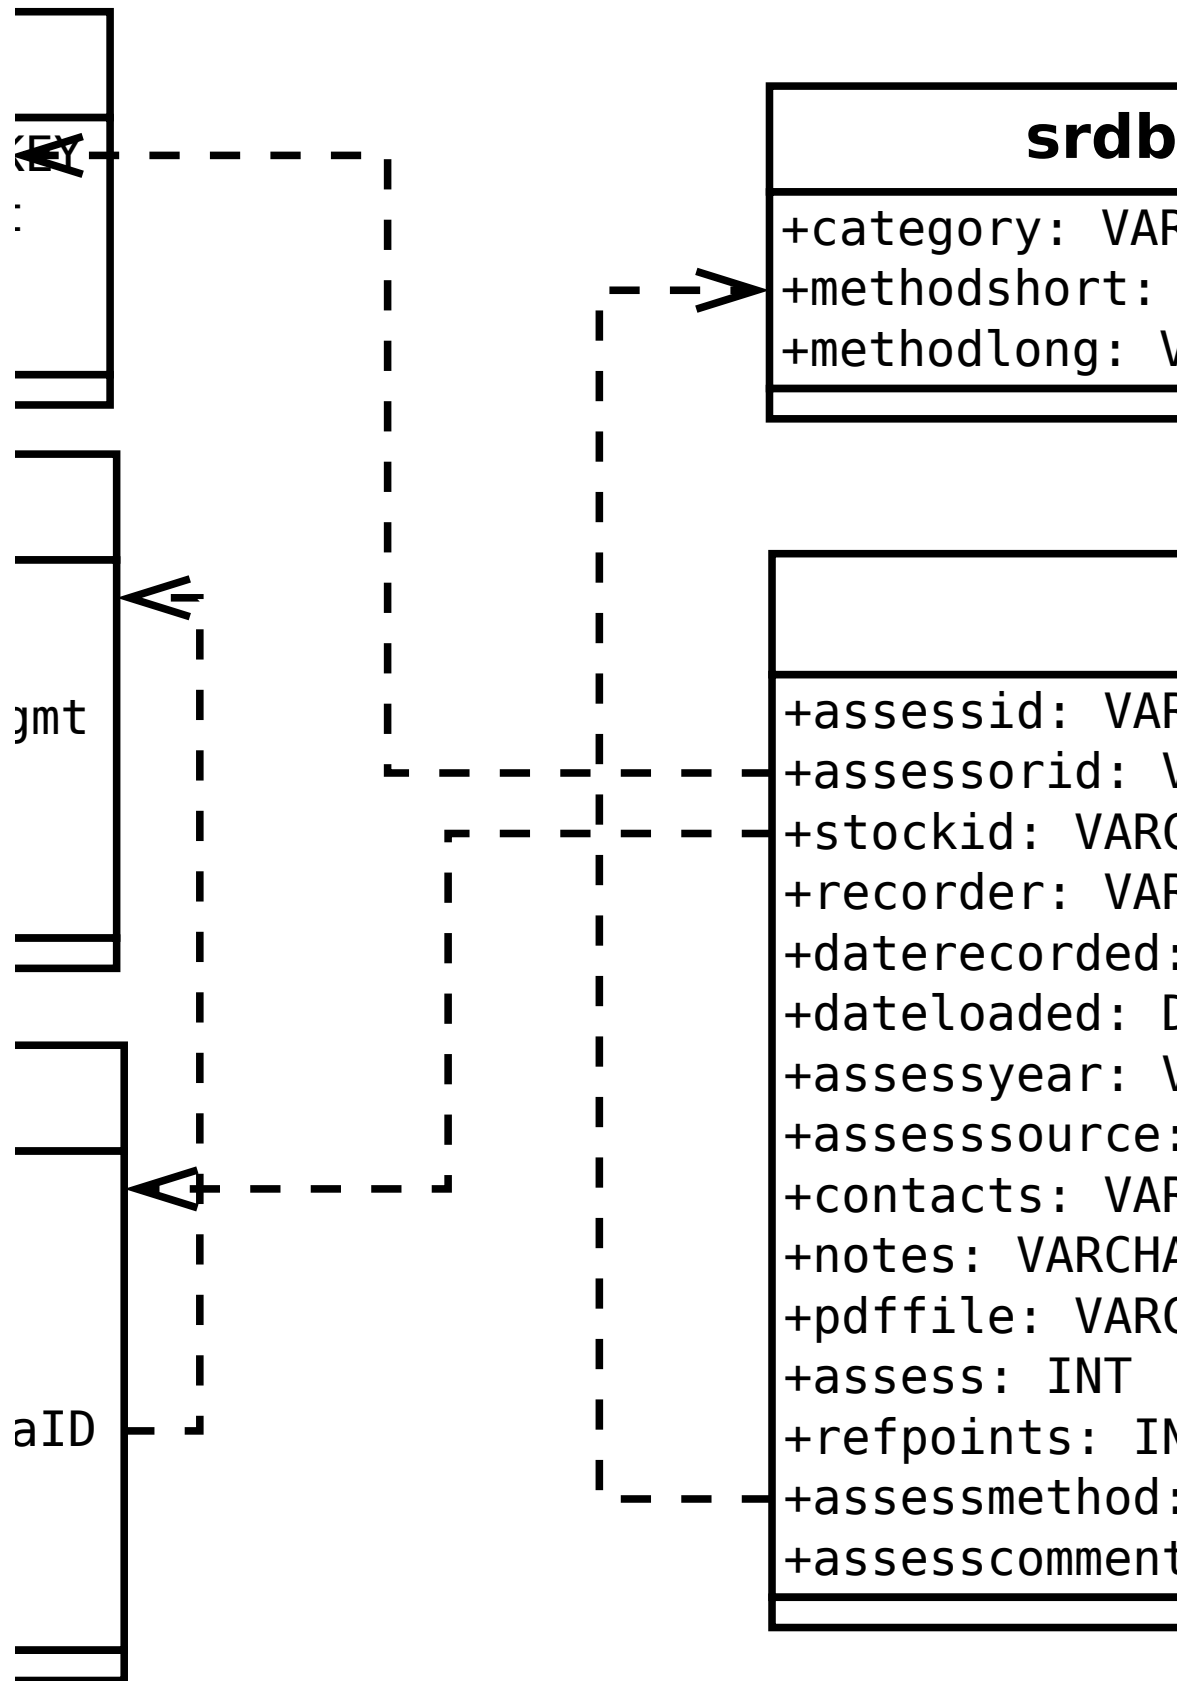 KEY
gmt
aID
srdb
+category: VAR
+methodshort:
+methodlong: V
+assessid: VAR
+assessorid: V
+stockid: VARC
+recorder: VAR
+daterecorded:
+dateloaded: D
+assessyear: V
+assesssource:
+contacts: VAR
+notes: VARCHA
+pdffile: VARC
+assess: INT
+refpoints: IN
+assessmethod:
+assesscomment